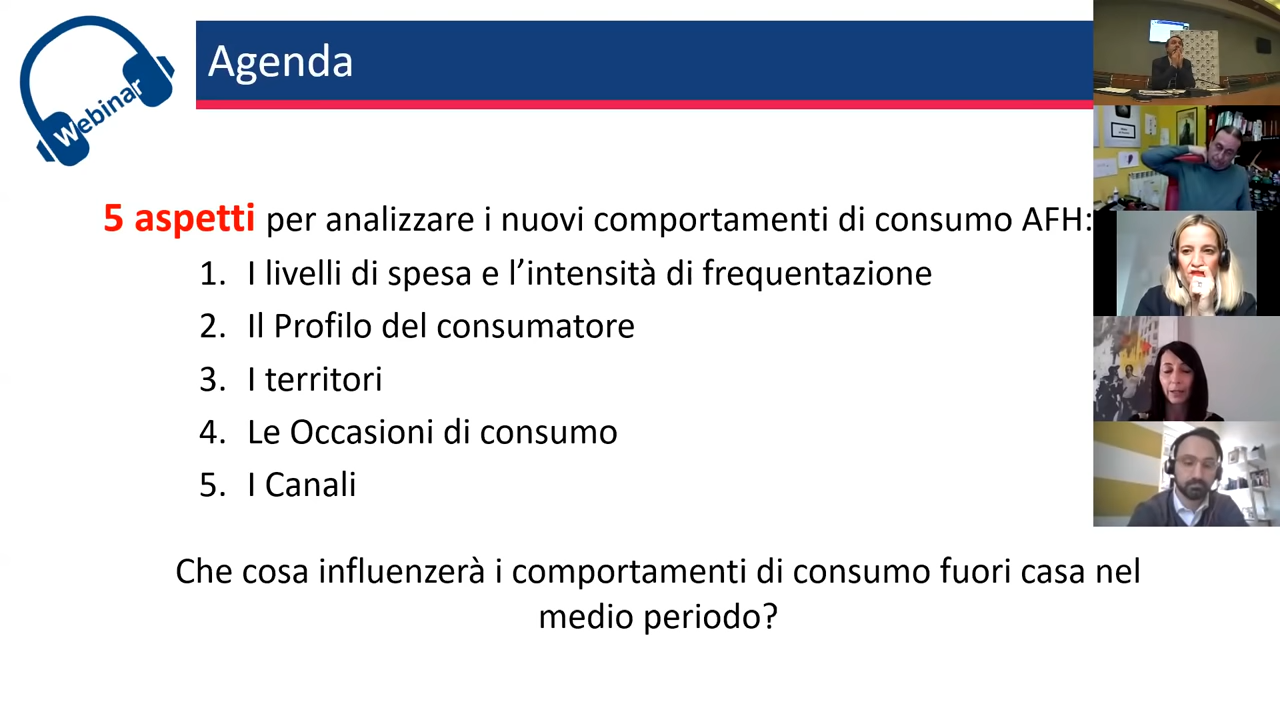 Webinar
Agenda
5 aspetti per analizzare i nuovi comportamenti di consumo AFH:
1. I livelli di spesa e l’intensità di frequentazione
2. Il Profilo del consumatore
3. I territori
4. Le Occasioni di consumo
5. I Canali
Che cosa influenzerà i comportamenti di consumo fuori casa nel
medio periodo?